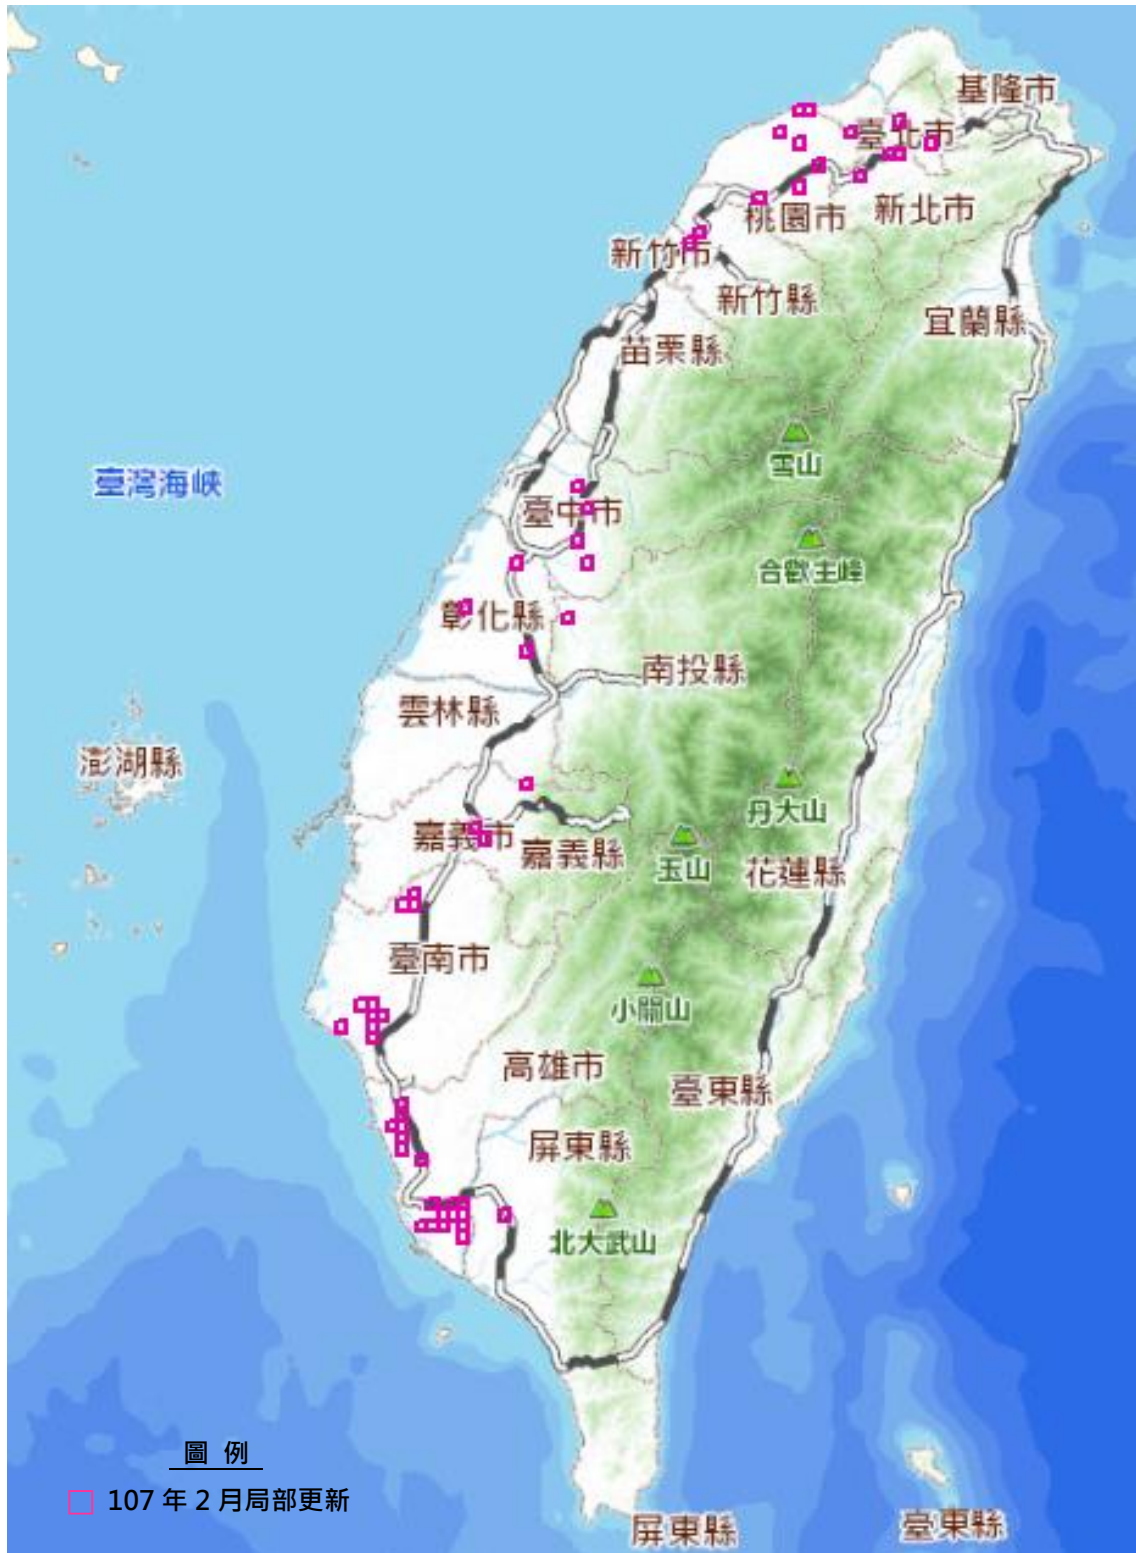 基隆市
臺北市
新北市
桃園市
新竹市
新竹縣
宜蘭縣
苗栗縣
雪山
臺灣海峽
臺中市
合歡主峰
彰化縣
南投縣
雲林縣
澎湖縣
丹大山
嘉義市
嘉義縣
玉山
花蓮縣
臺南市
小關山
高雄市
臺東縣
屏東縣
北大武山
圖 例
107 年 2 月局部更新
屏東縣
臺東縣